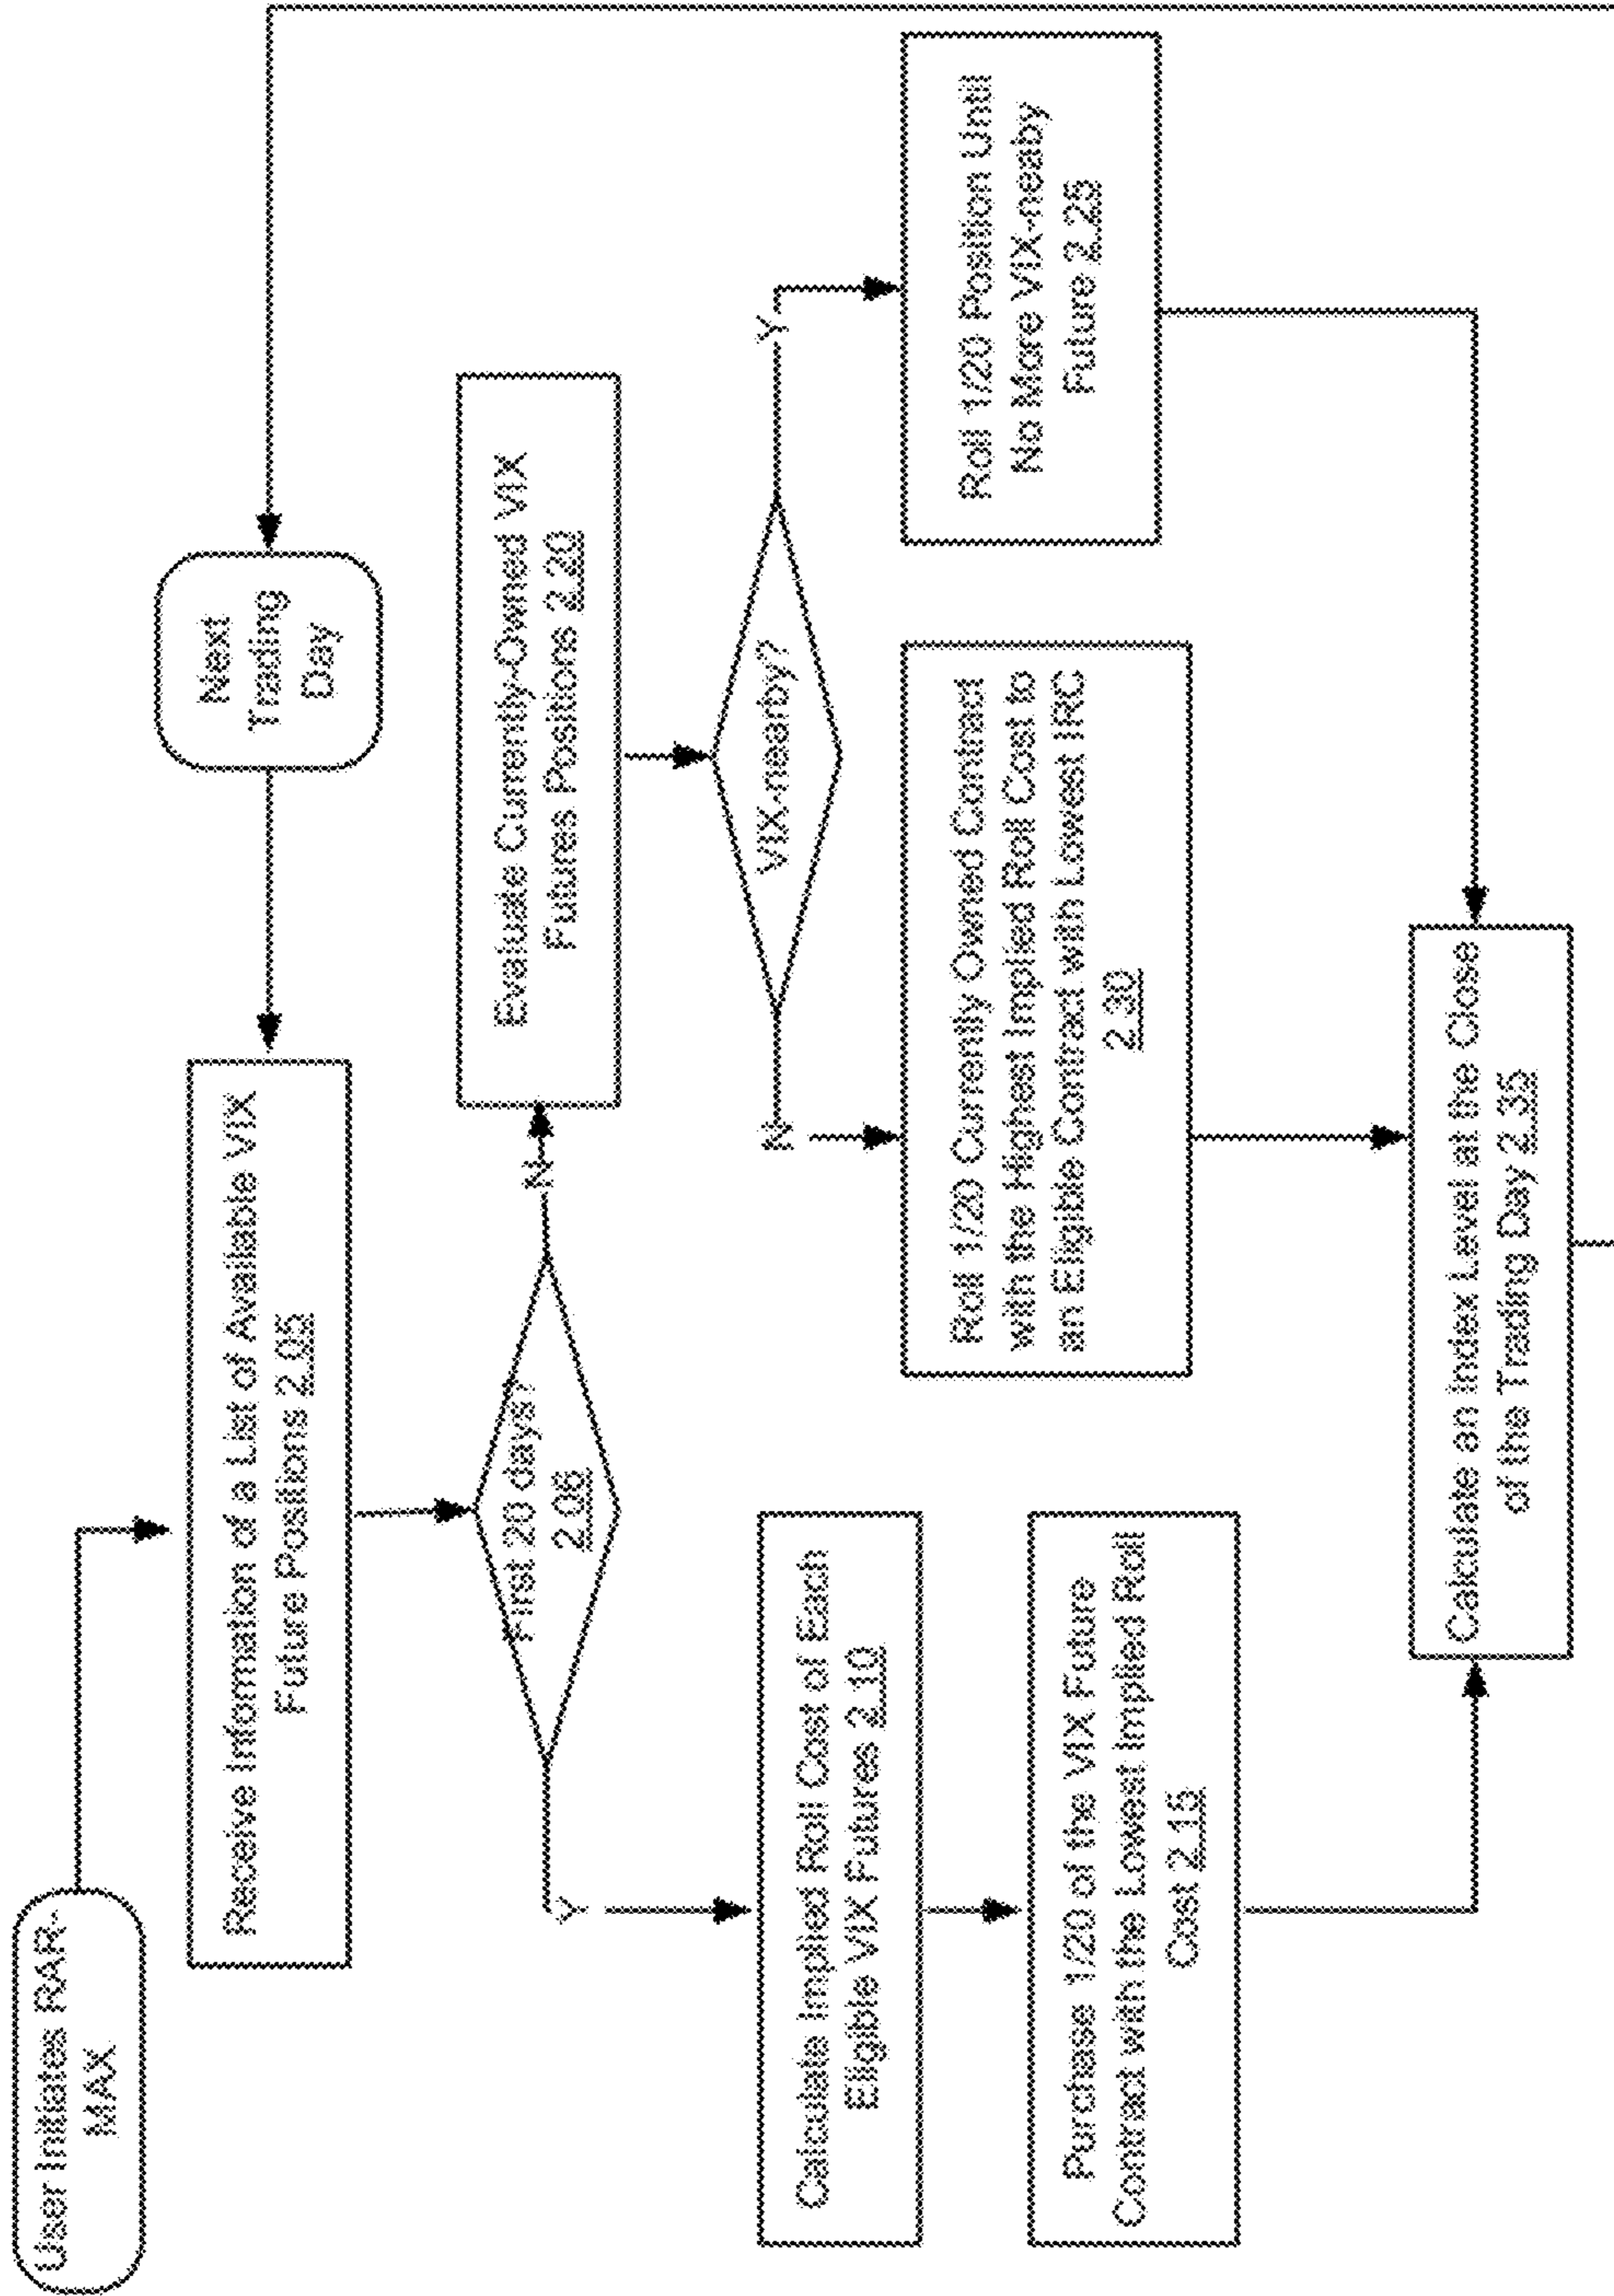 User Initiates RAR-
MAX
Next
Trading
Day
Receive Information of a List of Available VIX
Future Positions 2.05
First 20 days?
2.06
N
Y
Evaluate Currently-Owned VIX
Futures Positions 2.20
VIX-nearby?
N
Y
Calculate Implied Roll Cost of Each
Eligible VIX Futures 2.10
Purchase 1/20 of the VIX Future
Contract with the Lowest Implied Roll
Cost 2.15
Roll 1/20 Currently Owned Contract
with the Highest Implied Roll Cost to
an Eligible Contract with Lowest IRC
2.30
Roll 1/20 Position Until
No More VIX-neaby
Future 2.25
Calculate an Index Level at the Close
of the Trading Day 2.35